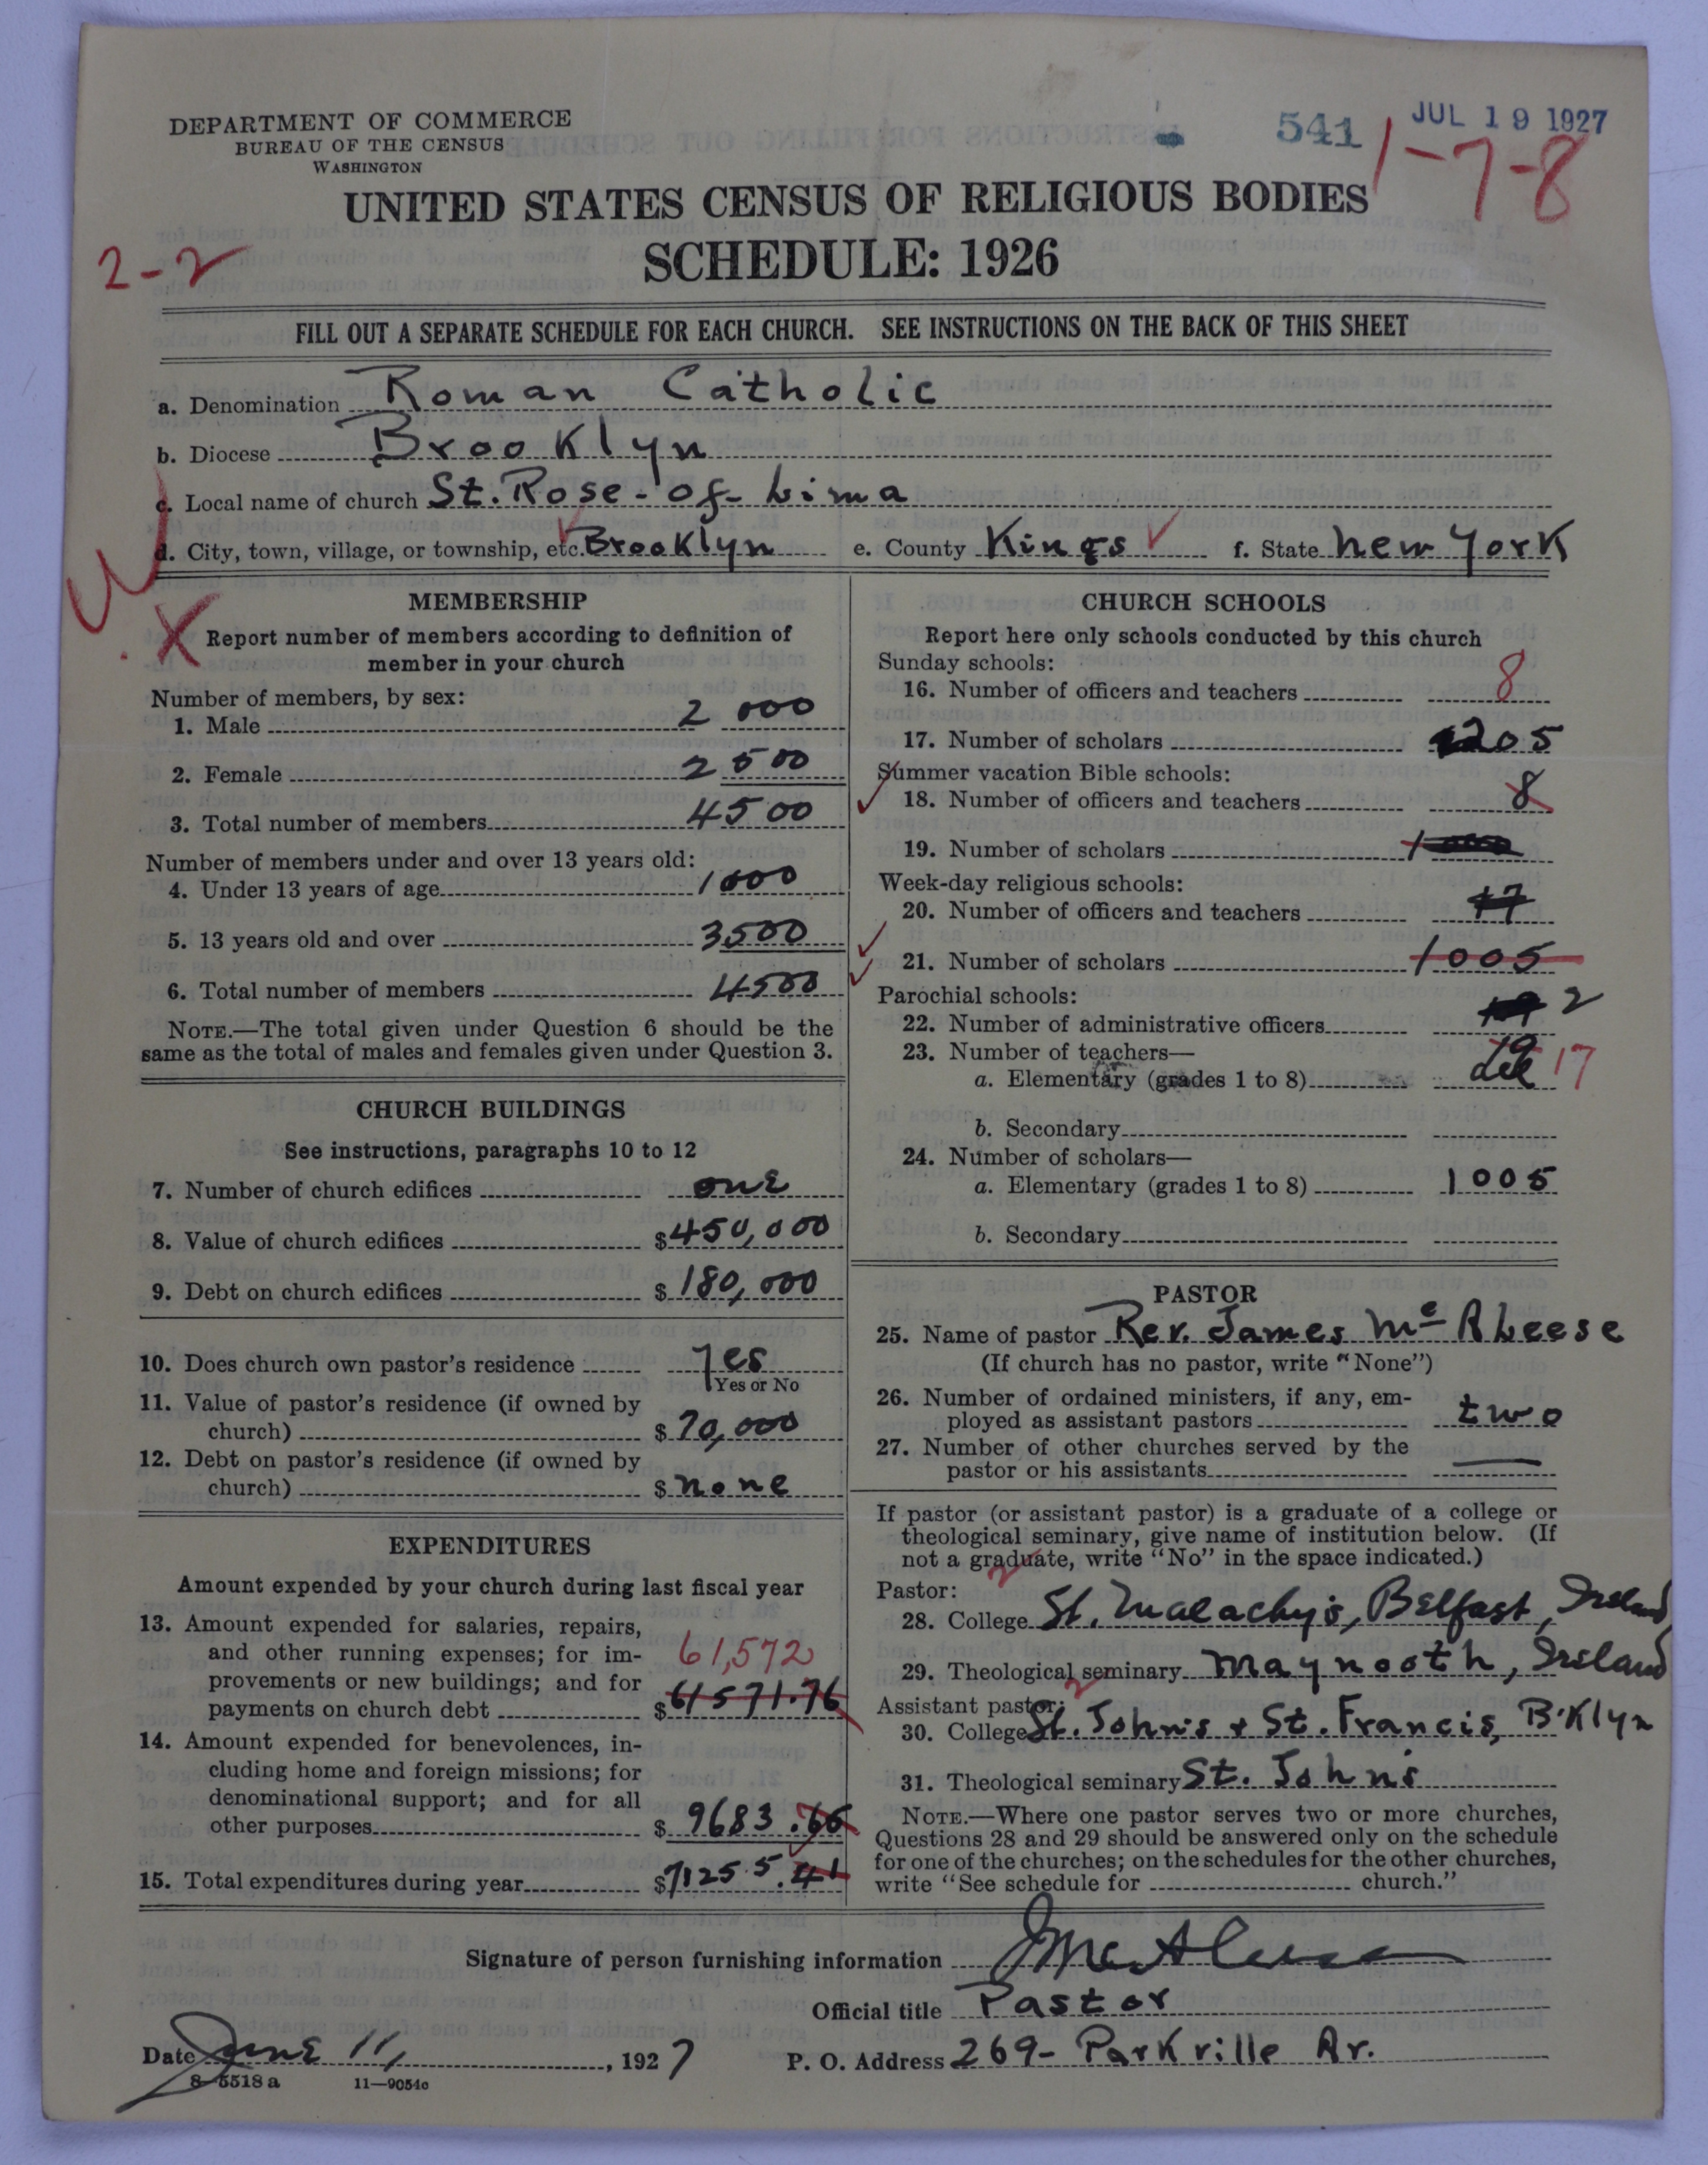 DEPARTMENT OF COMMERCE
BUREAU OF THE CENSUS
WASHINGTON
541
JUL 19 1927
1-7-8
UNITED STATES CENSUS OF RELIGIOUS BODIES
2-2
SCHEDULE: 1926
FILL OUT A SEPARATE SCHEDULE FOR EACH CHURCH. SEE INSTRUCTIONS ON THE BACK OF THIS SHEET
a. Denomination Roman Catholic
b. Diocese Brooklyn
c. Local name of church St. Rose-of-Lima
d. City, town, village, or township, etc. Brooklyn e. County Kings f. State New York
MEMBERSHIP
X Report number of members according to definition of
member in your church
Number of members, by sex:
1. Male 2 000
2. Female 2 500
3. Total number of members 4500
Number of members under and over 13 years old:
4. Under 13 years of age 1000
5. 13 years old and over 3500
6. Total number of members 4500
NOTE.—The total given under Question 6 should be the
same as the total of males and females given under Question 3.
CHURCH BUILDINGS
See instructions, paragraphs 10 to 12
7. Number of church edifices one
8. Value of church edifices $450,000
9. Debt on church edifices $180,000
10. Does church own pastor's residence Yes
Yes or No
11. Value of pastor's residence (if owned by
church) $70,000
12. Debt on pastor's residence (if owned by
church) $none
EXPENDITURES
Amount expended by your church during last fiscal year
13. Amount expended for salaries, repairs,
and other running expenses; for im- 61,572
provements or new buildings; and for
payments on church debt $61571.76
14. Amount expended for benevolences, in-
cluding home and foreign missions; for
denominational support; and for all
other purposes $9683.66
15. Total expenditures during year $71255.41
CHURCH SCHOOLS
Report here only schools conducted by this church
Sunday schools:
16. Number of officers and teachers 8
17. Number of scholars 205
Summer vacation Bible schools:
18. Number of officers and teachers 8
19. Number of scholars
Week-day religious schools:
20. Number of officers and teachers 17
21. Number of scholars 1005
Parochial schools:
22. Number of administrative officers 2
23. Number of teachers—
a. Elementary (grades 1 to 8) 17
b. Secondary
24. Number of scholars—
a. Elementary (grades 1 to 8) 1005
b. Secondary
PASTOR
25. Name of pastor Rev. James McAleese
(If church has no pastor, write "None")
26. Number of ordained ministers, if any, em-
ployed as assistant pastors two
27. Number of other churches served by the
pastor or his assistants —
If pastor (or assistant pastor) is a graduate of a college or
theological seminary, give name of institution below. (If
not a graduate, write "No" in the space indicated.)
2
Pastor:
28. College St. Malachy's, Belfast, Ireland
29. Theological seminary Maynooth, Ireland
2
Assistant pastor:
30. College St. John's + St. Francis, B'Klyn
31. Theological seminary St. John's
NOTE.—Where one pastor serves two or more churches,
Questions 28 and 29 should be answered only on the schedule
for one of the churches; on the schedules for the other churches,
write "See schedule for church."
Signature of person furnishing information J McAleese
Official title Pastor
Date June 11, 1927 P. O. Address 269- Parkville Av.
8-5518a 11—9054c